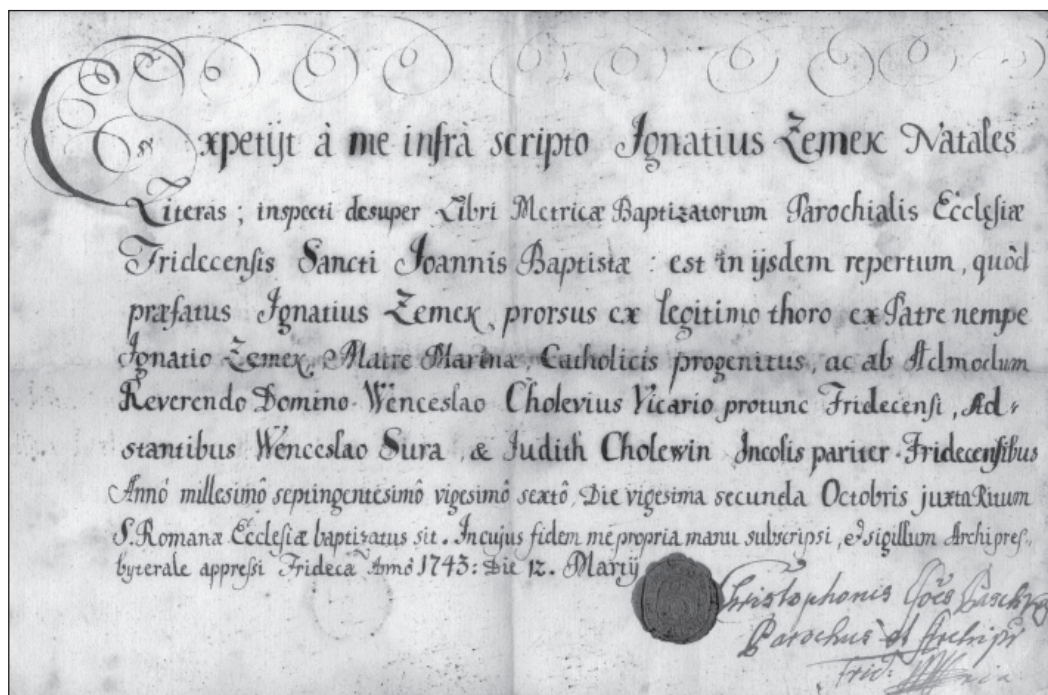 Expetijt à me infrà scripto Ignatius Zemek Natales
Literas ; inspecti desuper Libri Metricæ Baptizatorum Parochialis Ecclesiæ
Fridecensis Sancti Joannis Baptistæ : est in ijsdem repertum, quòd
præfatus Ignatius Zemek, prorsus ex legitimo thoro ex Patre nempe
Ignatio Zemek, Matre Marina, Catholicis progenitus, ac ab Admodum
Reverendo Domino Wenceslao Cholevius Vicario protunc Fridecensi, Ad-
stantibus Wenceslao Sura, & Judith Cholewin Incolis pariter Fridecensibus
Annô millesimô septingentesimô vigesimô sextô, Die vigesima secunda Octobris juxta Ritum
S. Romanæ Ecclesiæ baptizatus sit. In cujus fidem me propria manu subscripsi, & sigillum Archipres-
byterale appressi Fridecæ Annô 1743: Die 12. Martij
Christophorus
Parochus et Archipr
Frid: